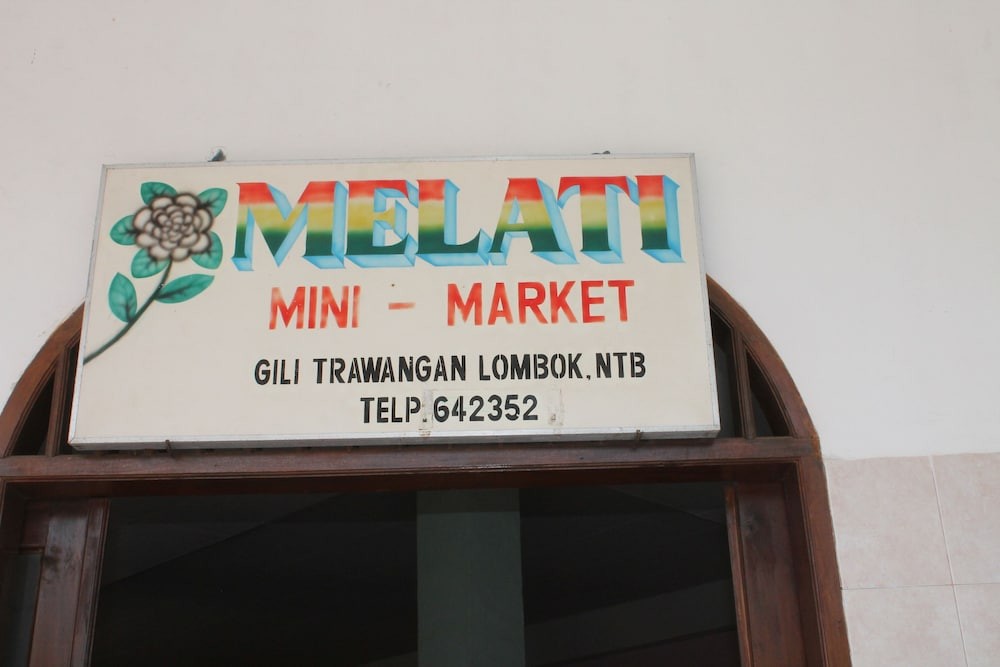 MELATI
MINI - MARKET
GILI TRAWANGAN LOMBOK, NTB
TELP. 642352